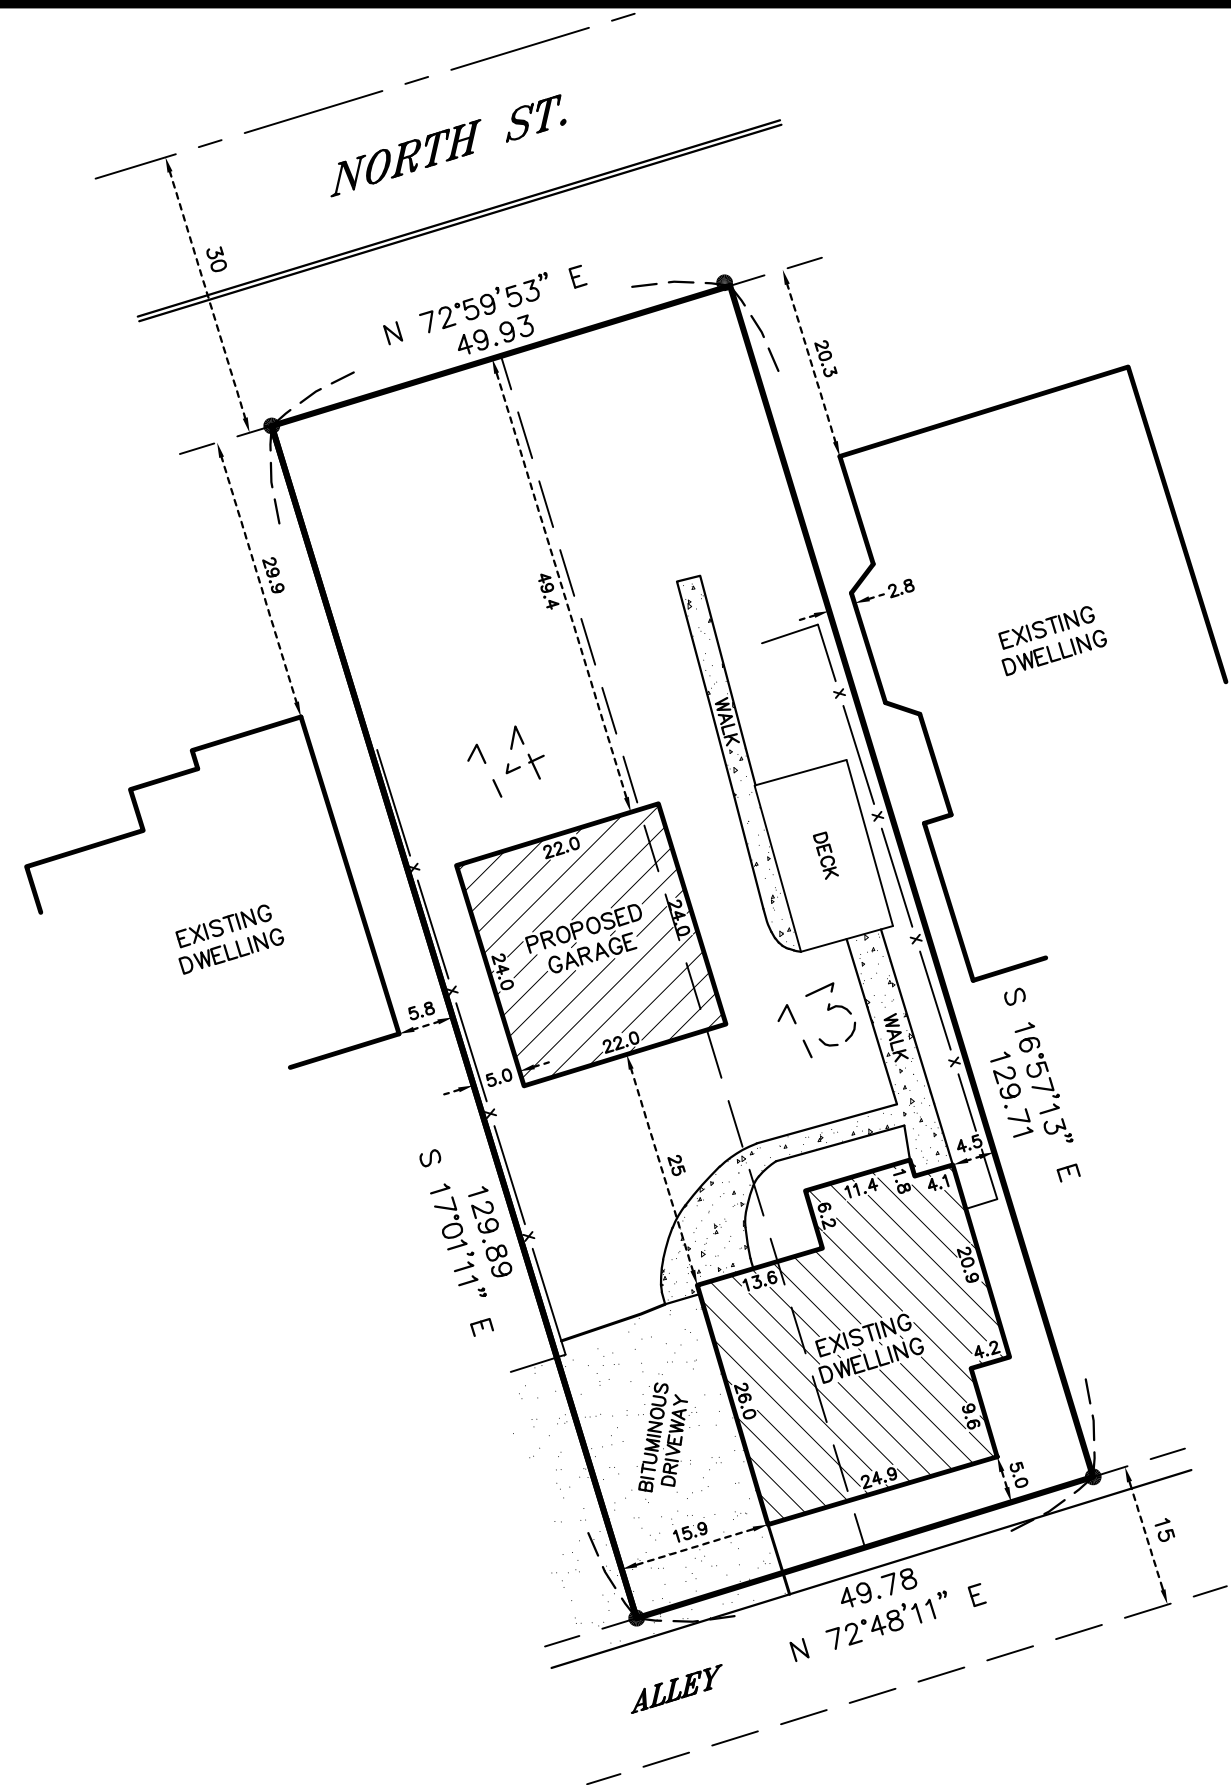 NORTH ST.
30
N 72°59'53" E
49.93
20.3
29.9
49.4
2.8
EXISTING
DWELLING
WALK
14
DECK
22.0
PROPOSED
GARAGE
24.0
24.0
22.0
EXISTING
DWELLING
5.8
5.0
13
WALK
S 16°57'13" E
129.71
4.5
25
11.4
1.8
4.1
6.2
20.9
13.6
129.89
S 17°01'11" E
EXISTING
DWELLING
4.2
26.0
9.6
BITUMINOUS
DRIVEWAY
24.9
5.0
15.9
15
49.78
N 72°48'11" E
ALLEY